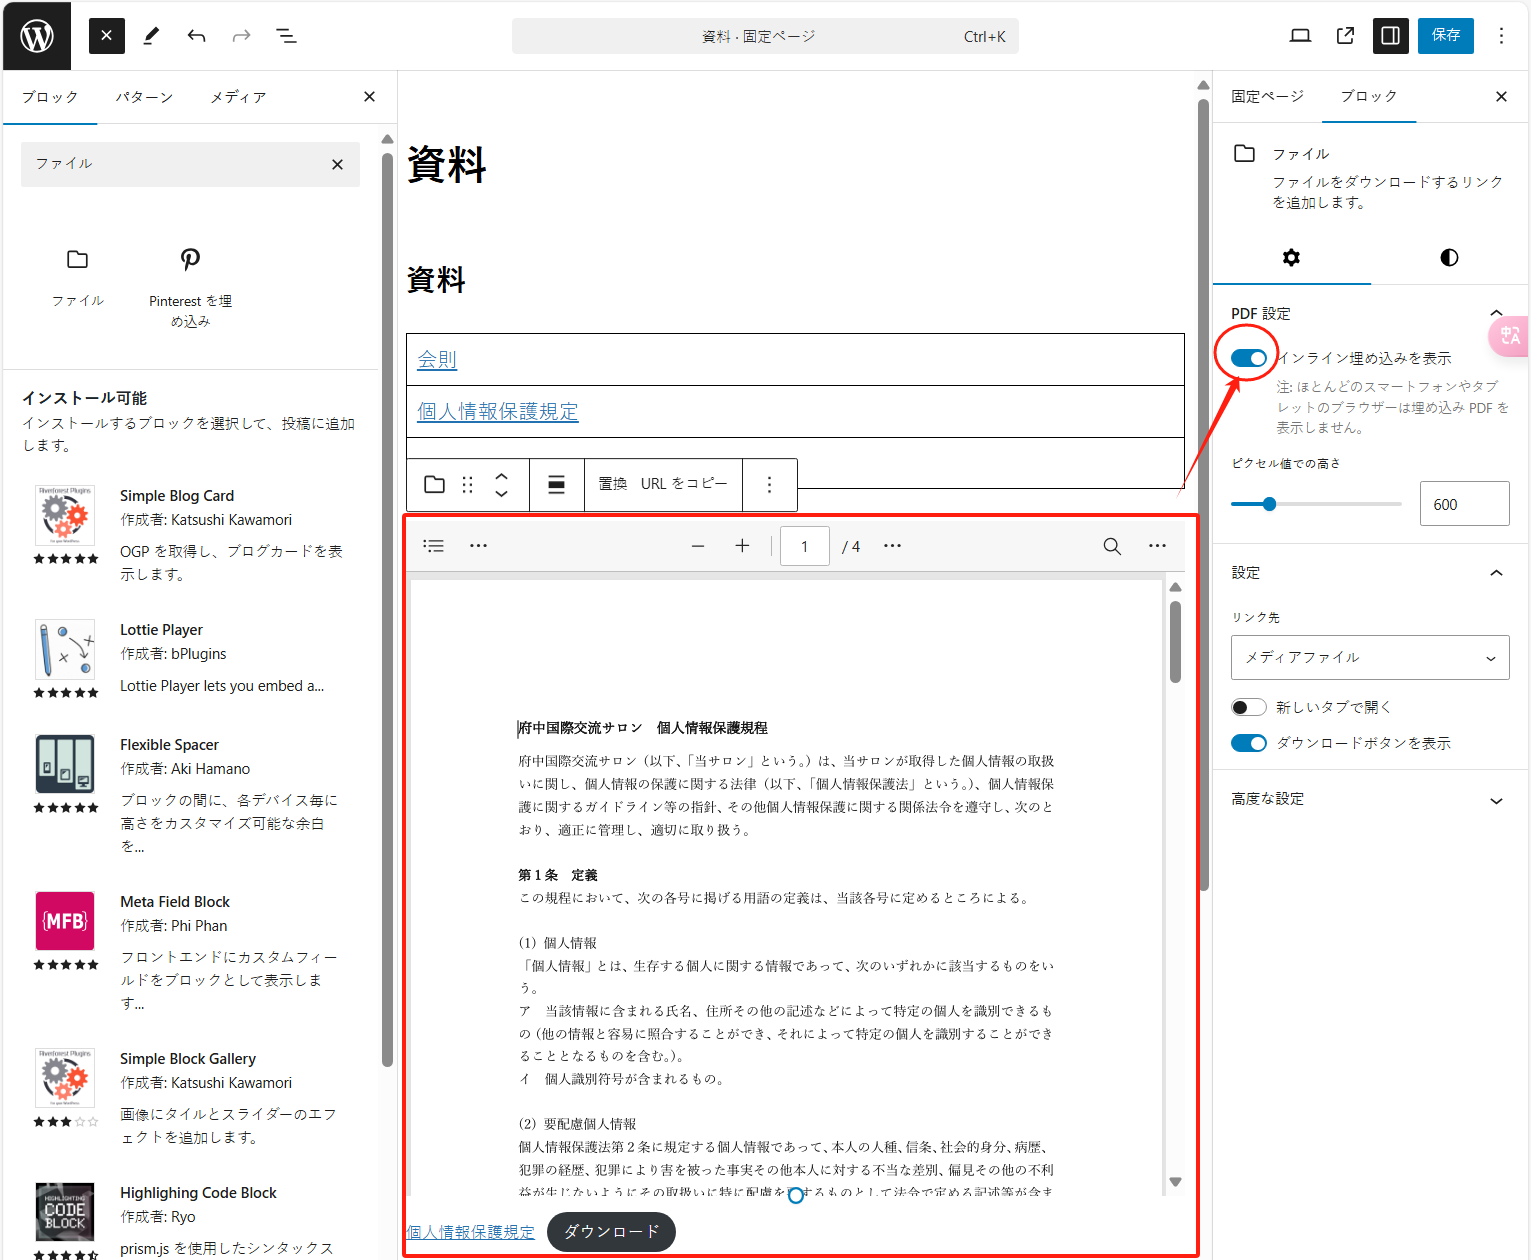 資料 · 固定ページ Ctrl+K
保存
ブロック パターン メディア
ファイル
ファイル
Pinterest を埋
め込み
インストール可能
インストールするブロックを選択して、投稿に追加
します。
Simple Blog Card
作成者: Katsushi Kawamori
OGP を取得し、ブログカードを表
示します。
Lottie Player
作成者: bPlugins
Lottie Player lets you embed a...
Flexible Spacer
作成者: Aki Hamano
ブロックの間に、各デバイス毎に
高さをカスタマイズ可能な余白
を...
{MFB}
Meta Field Block
作成者: Phi Phan
フロントエンドにカスタムフィー
ルドをブロックとして表示しま
す...
Simple Block Gallery
作成者: Katsushi Kawamori
画像にタイルとスライダーのエフ
ェクトを追加します。
HIGHLIGHTING
CODE
BLOCK
Highlighing Code Block
作成者: Ryo
prism.js を使用したシンタックス
資料
資料
会則
個人情報保護規定
置換 URL をコピー
1 / 4
府中国際交流サロン　個人情報保護規程
府中国際交流サロン（以下、「当サロン」という。）は、当サロンが取得した個人情報の取扱
いに関し、個人情報の保護に関する法律（以下、「個人情報保護法」という。）、個人情報保
護に関するガイドライン等の指針、その他個人情報保護に関する関係法令を遵守し、次のと
おり、適正に管理し、適切に取り扱う。
第１条　定義
この規程において、次の各号に掲げる用語の定義は、当該各号に定めるところによる。
(1) 個人情報
「個人情報」とは、生存する個人に関する情報であって、次のいずれかに該当するものをい
う。
ア　当該情報に含まれる氏名、住所その他の記述などによって特定の個人を識別できるも
の（他の情報と容易に照合することができ、それによって特定の個人を識別することができ
ることとなるものを含む。）。
イ　個人識別符号が含まれるもの。
(2) 要配慮個人情報
個人情報保護法第２条に規定する個人情報であって、本人の人種、信条、社会的身分、病歴、
犯罪の経歴、犯罪により害を被った事実その他本人に対する不当な差別、偏見その他の不利
益が生じないようにその取扱いに特に配慮を要するものとして法令で定める記述等が含ま
個人情報保護規定 ダウンロード
固定ページ ブロック
ファイル
ファイルをダウンロードするリンク
を追加します。
PDF 設定
インライン埋め込みを表示
注: ほとんどのスマートフォンやタブ
レットのブラウザーは埋め込み PDF を
表示しません。
ピクセル値での高さ
600
設定
リンク先
メディアファイル
新しいタブで開く
ダウンロードボタンを表示
高度な設定